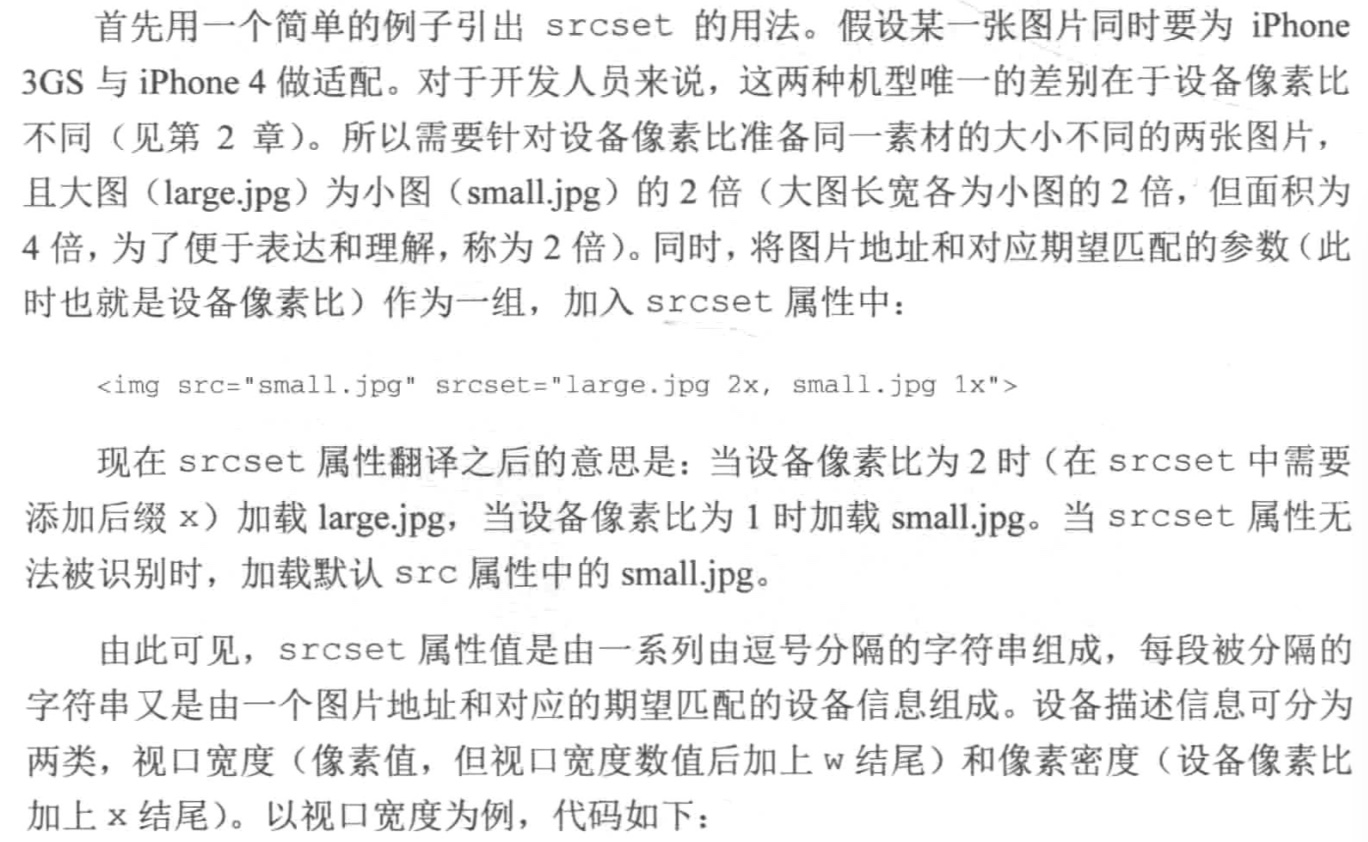 首先用一个简单的例子引出 srcset 的用法。假设某一张图片同时要为 iPhone
3GS 与 iPhone 4 做适配。对于开发人员来说，这两种机型唯一的差别在于设备像素比
不同（见第 2 章）。所以需要针对设备像素比准备同一素材的大小不同的两张图片，
且大图（large.jpg）为小图（small.jpg）的 2 倍（大图长宽各为小图的 2 倍，但面积为
4 倍，为了便于表达和理解，称为 2 倍）。同时，将图片地址和对应期望匹配的参数（此
时也就是设备像素比）作为一组，加入 srcset 属性中：
<img src="small.jpg" srcset="large.jpg 2x, small.jpg 1x">
现在 srcset 属性翻译之后的意思是：当设备像素比为 2 时（在 srcset 中需要
添加后缀 x）加载 large.jpg，当设备像素比为 1 时加载 small.jpg。当 srcset 属性无
法被识别时，加载默认 src 属性中的 small.jpg。
由此可见，srcset 属性值是由一系列由逗号分隔的字符串组成，每段被分隔的
字符串又是由一个图片地址和对应的期望匹配的设备信息组成。设备描述信息可分为
两类，视口宽度（像素值，但视口宽度数值后加上 w 结尾）和像素密度（设备像素比
加上 x 结尾）。以视口宽度为例，代码如下：